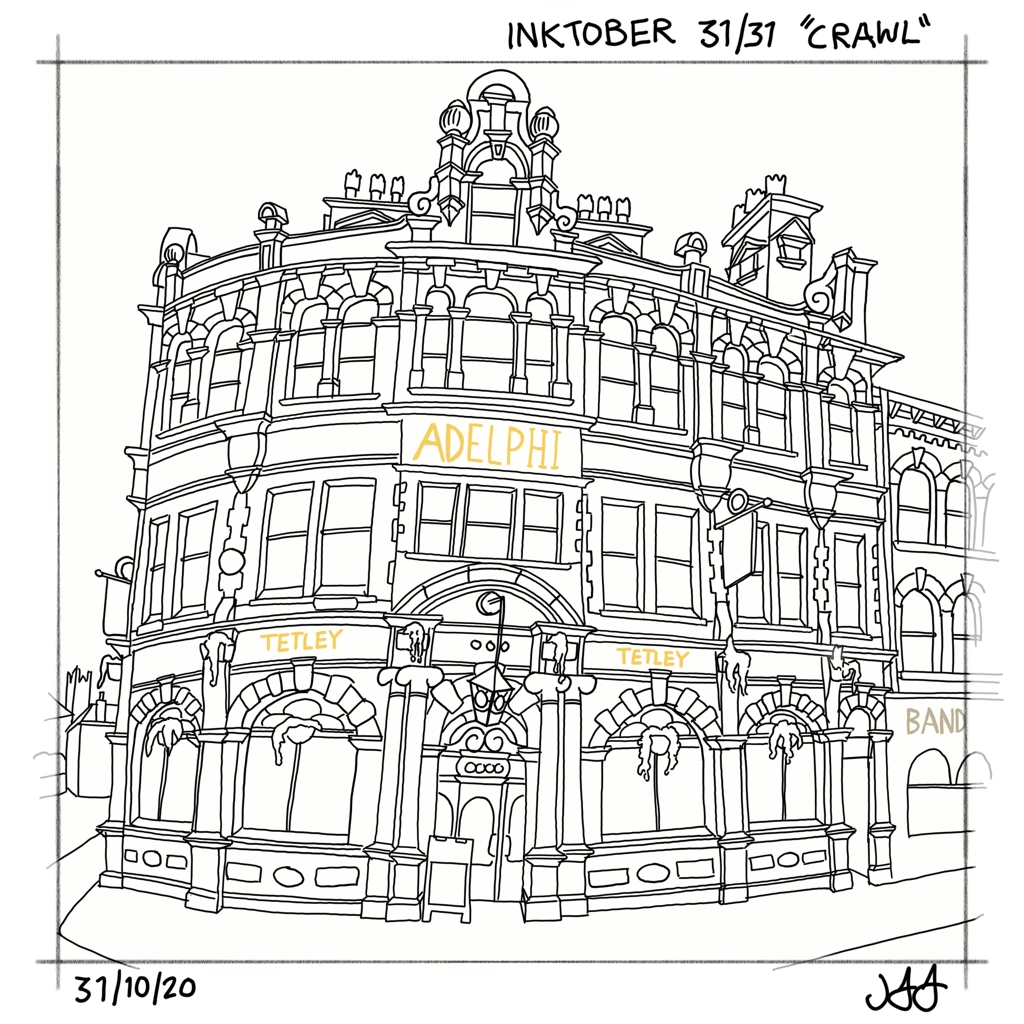 INKTOBER 31/31 "CRAWL"
ADELPHI
TETLEY
TETLEY
BAND
31/10/20